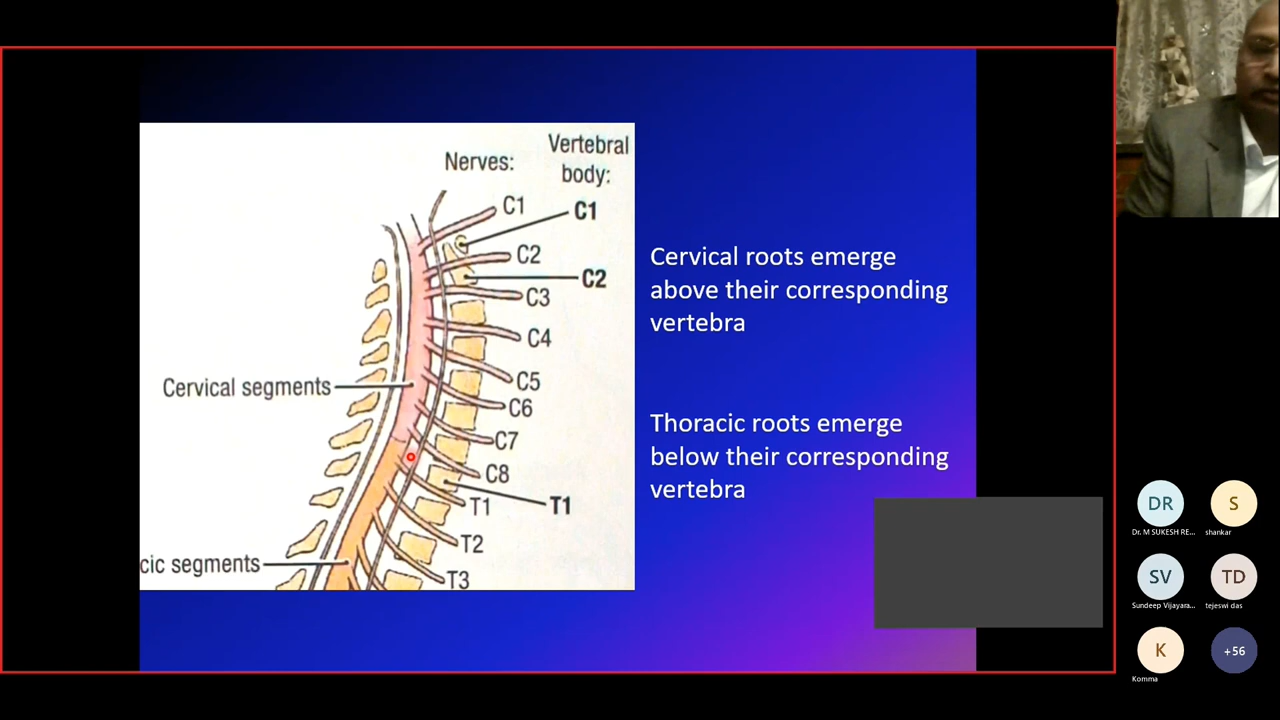 Nerves:
Vertebral
body:
C1
C1
C2
C2
C3
C4
C5
C6
C7
C8
T1
T1
T2
T3
Cervical segments
cic segments
Cervical roots emerge
above their corresponding
vertebra
Thoracic roots emerge
below their corresponding
vertebra
DR
Dr. M SUKESH RE...
S
shankar
SV
Sundeep Vijayara...
TD
tejeswi das
K
Komma
+56